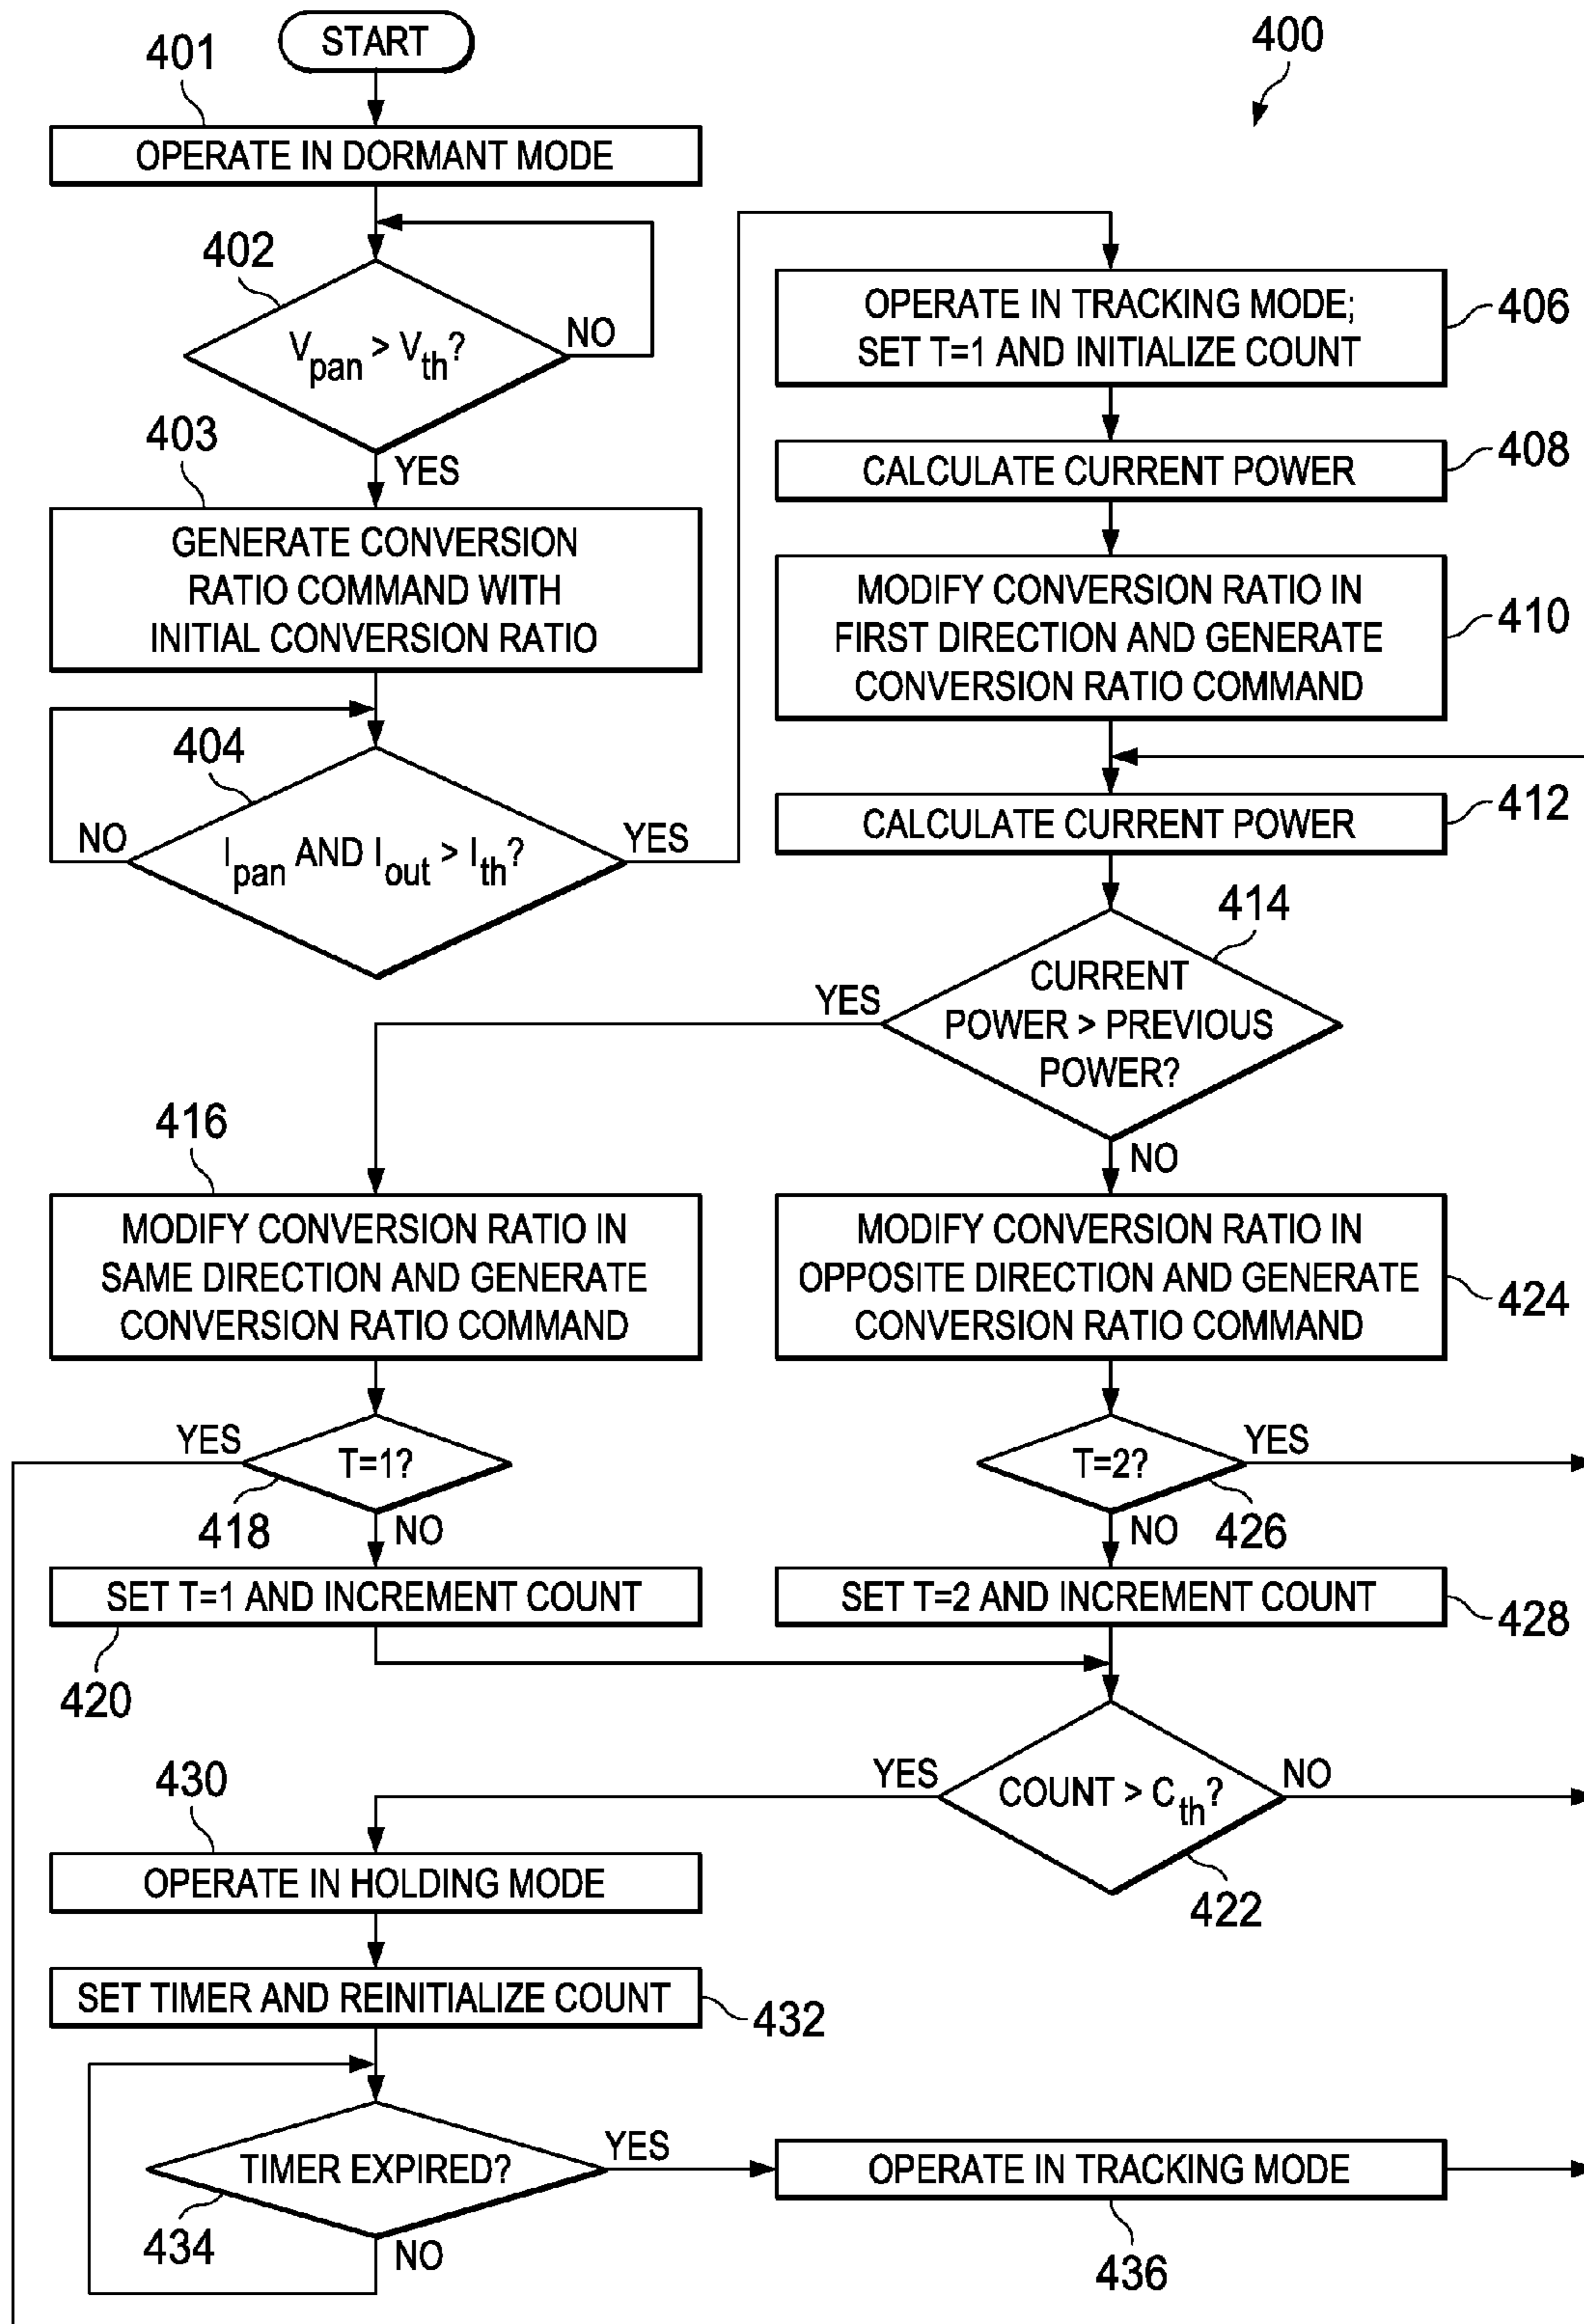 400
START
401
OPERATE IN DORMANT MODE
402
V_pan > V_th?
NO
YES
403
GENERATE CONVERSION
RATIO COMMAND WITH
INITIAL CONVERSION RATIO
404
I_pan AND I_out > I_th?
NO
YES
OPERATE IN TRACKING MODE;
SET T=1 AND INITIALIZE COUNT
406
CALCULATE CURRENT POWER
408
MODIFY CONVERSION RATIO IN
FIRST DIRECTION AND GENERATE
CONVERSION RATIO COMMAND
410
CALCULATE CURRENT POWER
412
414
CURRENT
POWER > PREVIOUS
POWER?
YES
NO
416
MODIFY CONVERSION RATIO IN
SAME DIRECTION AND GENERATE
CONVERSION RATIO COMMAND
MODIFY CONVERSION RATIO IN
OPPOSITE DIRECTION AND GENERATE
CONVERSION RATIO COMMAND
424
YES
T=1?
418
NO
T=2?
YES
426
NO
SET T=1 AND INCREMENT COUNT
420
SET T=2 AND INCREMENT COUNT
428
YES
COUNT > C_th?
NO
422
430
OPERATE IN HOLDING MODE
SET TIMER AND REINITIALIZE COUNT
432
TIMER EXPIRED?
YES
434
NO
OPERATE IN TRACKING MODE
436